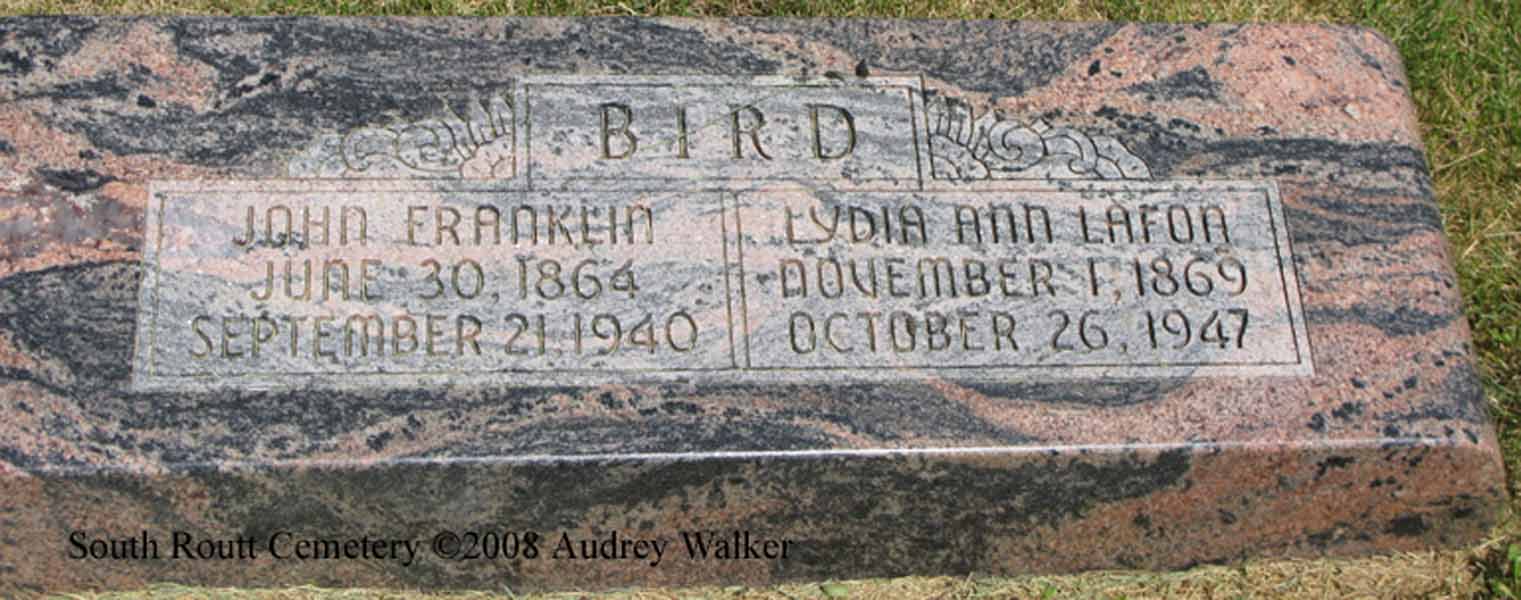 BIRD
JOHN FRANKLIN
JUNE 30, 1864
SEPTEMBER 21, 1940
LYDIA ANN LAFON
NOVEMBER 1, 1869
OCTOBER 26, 1947
South Routt Cemetery ©2008 Audrey Walker